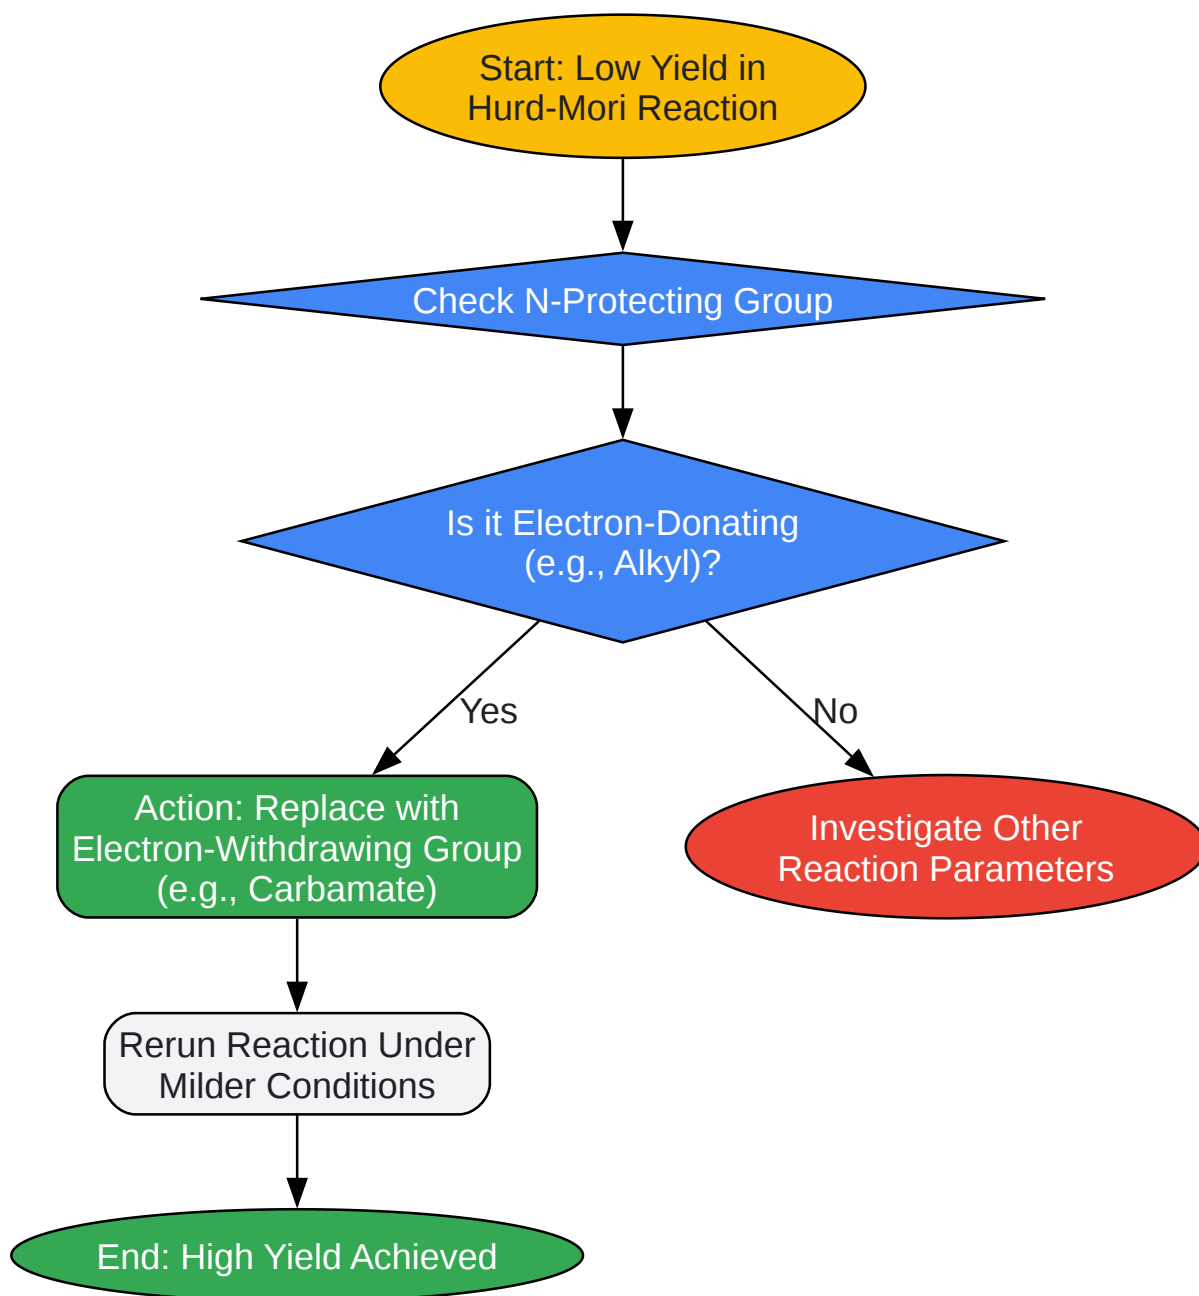 Start: Low Yield in
Hurd-Mori Reaction
Check N-Protecting Group
Is it Electron-Donating
(e.g., Alkyl)?
Yes
No
Action: Replace with
Electron-Withdrawing Group
(e.g., Carbamate)
Investigate Other
Reaction Parameters
Rerun Reaction Under
Milder Conditions
End: High Yield Achieved